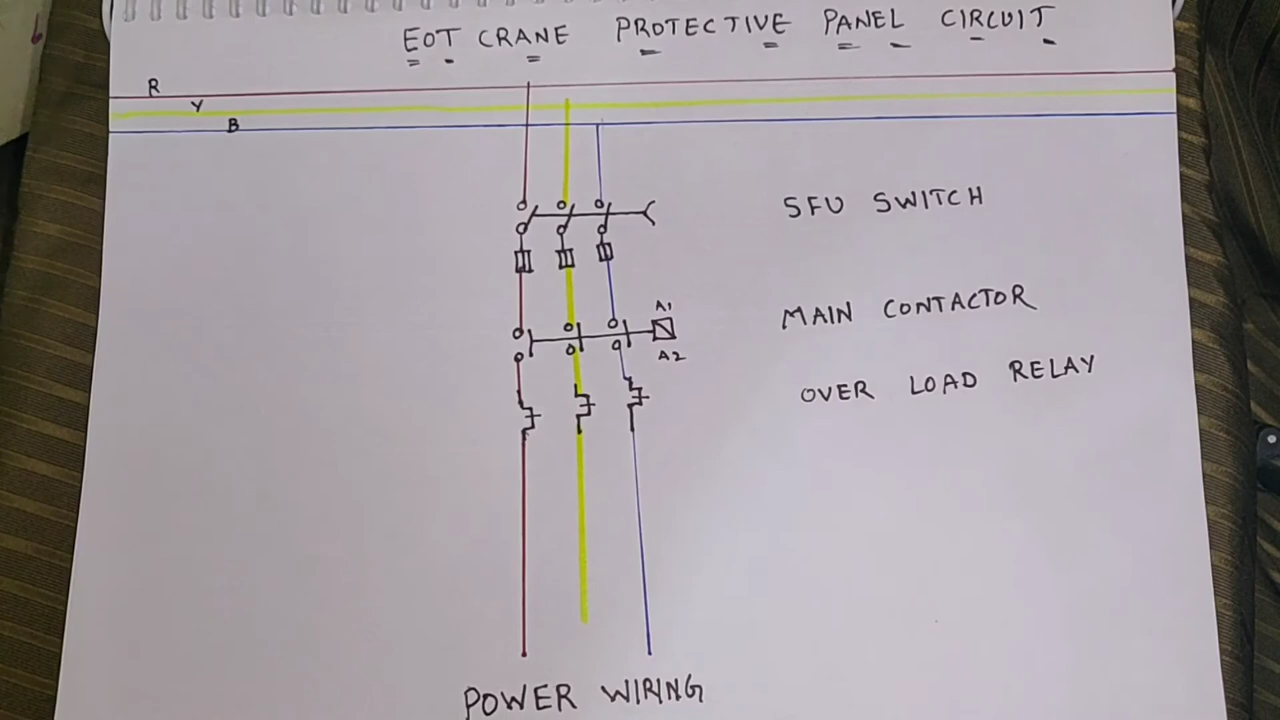 EOT CRANE PROTECTIVE PANEL CIRCUIT
R
Y
B
SFU SWITCH
A1
MAIN CONTACTOR
A2
OVER LOAD RELAY
POWER WIRING